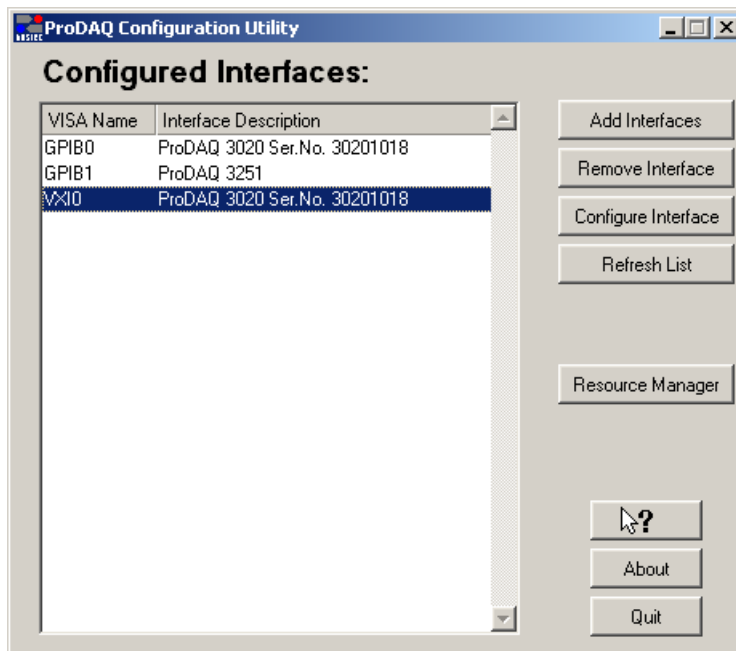 ProDAQ Configuration Utility
Configured Interfaces:
VISA Name Interface Description
GPIB0 ProDAQ 3020 Ser.No. 30201018
GPIB1 ProDAQ 3251
VXI0 ProDAQ 3020 Ser.No. 30201018
Add Interfaces
Remove Interface
Configure Interface
Refresh List
Resource Manager
?
About
Quit